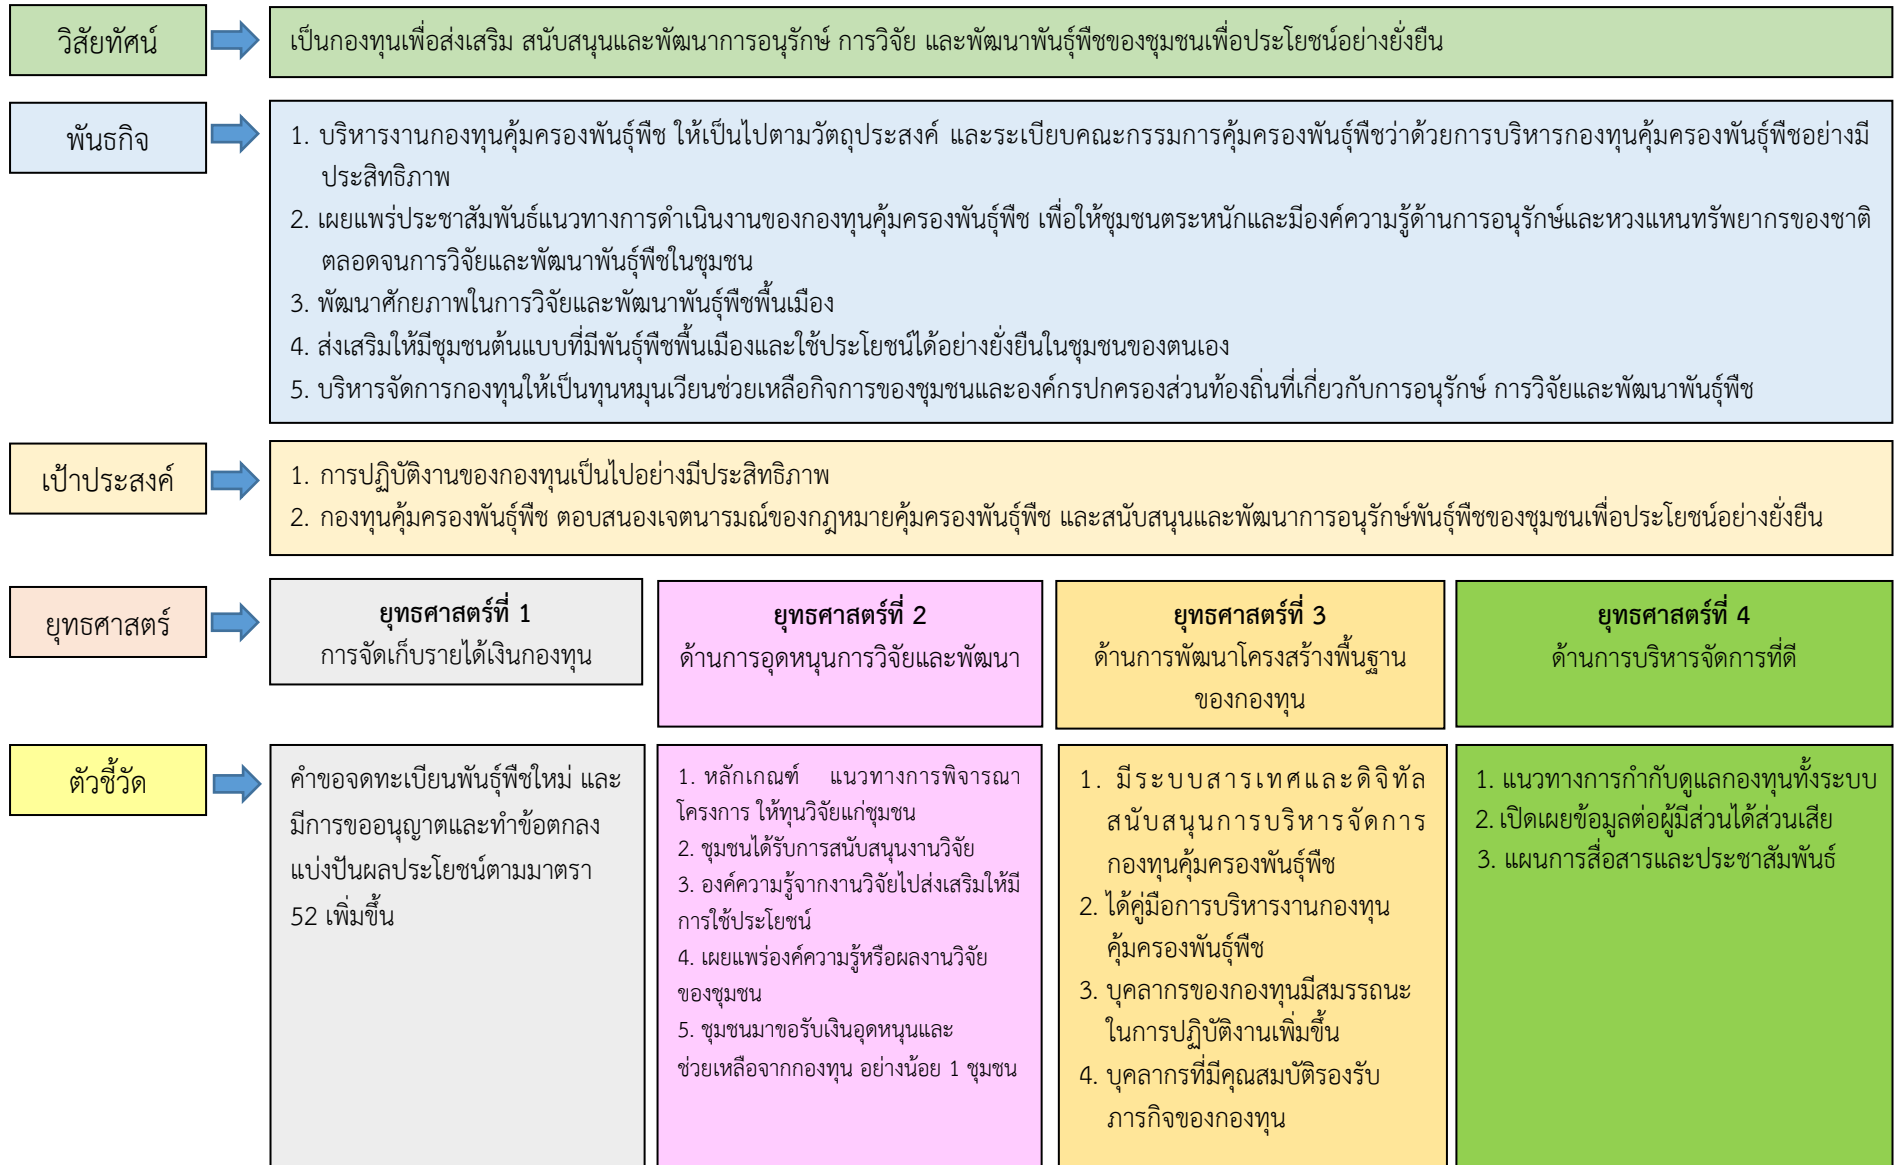 วิสัยทัศน์
เป็นกองทุนเพื่อส่งเสริม สนับสนุนและพัฒนาการอนุรักษ์ การวิจัย และพัฒนาพันธุ์พืชของชุมชนเพื่อประโยชน์อย่างยั่งยืน
พันธกิจ
1. บริหารงานกองทุนคุ้มครองพันธุ์พืช ให้เป็นไปตามวัตถุประสงค์ และระเบียบคณะกรรมการคุ้มครองพันธุ์พืชว่าด้วยการบริหารกองทุนคุ้มครองพันธุ์พืชอย่างมี
ประสิทธิภาพ
2. เผยแพร่ประชาสัมพันธ์แนวทางการดำเนินงานของกองทุนคุ้มครองพันธุ์พืช เพื่อให้ชุมชนตระหนักและมีองค์ความรู้ด้านการอนุรักษ์และหวงแหนทรัพยากรของชาติ
ตลอดจนการวิจัยและพัฒนาพันธุ์พืชในชุมชน
3. พัฒนาศักยภาพในการวิจัยและพัฒนาพันธุ์พืชพื้นเมือง
4. ส่งเสริมให้มีชุมชนต้นแบบที่มีพันธุ์พืชพื้นเมืองและใช้ประโยชน์ได้อย่างยั่งยืนในชุมชนของตนเอง
5. บริหารจัดการกองทุนให้เป็นทุนหมุนเวียนช่วยเหลือกิจการของชุมชนและองค์กรปกครองส่วนท้องถิ่นที่เกี่ยวกับการอนุรักษ์ การวิจัยและพัฒนาพันธุ์พืช
เป้าประสงค์
1. การปฏิบัติงานของกองทุนเป็นไปอย่างมีประสิทธิภาพ
2. กองทุนคุ้มครองพันธุ์พืช ตอบสนองเจตนารมณ์ของกฎหมายคุ้มครองพันธุ์พืช และสนับสนุนและพัฒนาการอนุรักษ์พันธุ์พืชของชุมชนเพื่อประโยชน์อย่างยั่งยืน
ยุทธศาสตร์
ยุทธศาสตร์ที่ 1
การจัดเก็บรายได้เงินกองทุน
ยุทธศาสตร์ที่ 2
ด้านการอุดหนุนการวิจัยและพัฒนา
ยุทธศาสตร์ที่ 3
ด้านการพัฒนาโครงสร้างพื้นฐาน
ของกองทุน
ยุทธศาสตร์ที่ 4
ด้านการบริหารจัดการที่ดี
ตัวชี้วัด
คำขอจดทะเบียนพันธุ์พืชใหม่ และ
มีการขออนุญาตและทำข้อตกลง
แบ่งปันผลประโยชน์ตามมาตรา
52 เพิ่มขึ้น
1. หลักเกณฑ์ แนวทางการพิจารณา
โครงการ ให้ทุนวิจัยแก่ชุมชน
2. ชุมชนได้รับการสนับสนุนงานวิจัย
3. องค์ความรู้จากงานวิจัยไปส่งเสริมให้มี
การใช้ประโยชน์
4. เผยแพร่องค์ความรู้หรือผลงานวิจัย
ของชุมชน
5. ชุมชนมาขอรับเงินอุดหนุนและ
ช่วยเหลือจากกองทุน อย่างน้อย 1 ชุมชน
1. มีระบบสารเทศและดิจิทัล
สนับสนุนการบริหารจัดการ
กองทุนคุ้มครองพันธุ์พืช
2. ได้คู่มือการบริหารงานกองทุน
คุ้มครองพันธุ์พืช
3. บุคลากรของกองทุนมีสมรรถนะ
ในการปฏิบัติงานเพิ่มขึ้น
4. บุคลากรที่มีคุณสมบัติรองรับ
ภารกิจของกองทุน
1. แนวทางการกำกับดูแลกองทุนทั้งระบบ
2. เปิดเผยข้อมูลต่อผู้มีส่วนได้ส่วนเสีย
3. แผนการสื่อสารและประชาสัมพันธ์